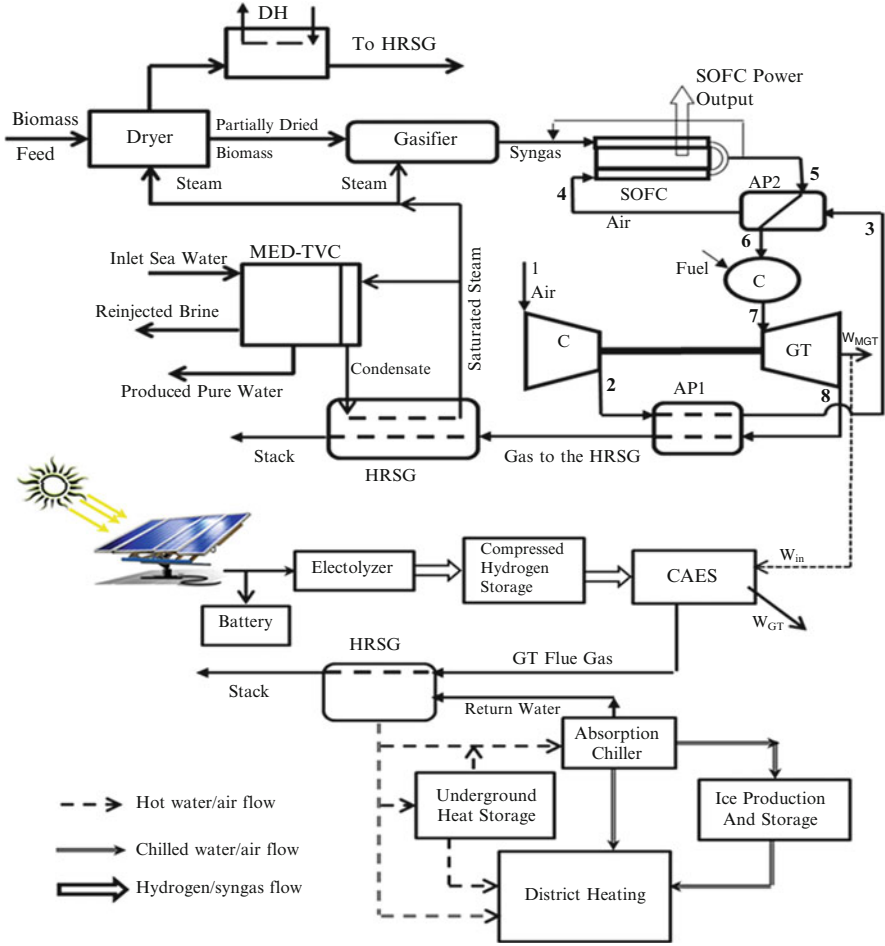 DH
To HRSG
SOFC Power
Output
Biomass
Feed
Dryer
Partially Dried
Biomass
Gasifier
Syngas
SOFC
5
AP2
Steam
Steam
4
Air
3
6
MED-TVC
Inlet Sea Water
Fuel
C
1
Air
Reinjected Brine
7
Saturated Steam
C
GT
W_MGT
Condensate
Produced Pure Water
2
AP1
8
Stack
HRSG
Gas to the HRSG
Electolyzer
Compressed
Hydrogen
Storage
CAES
W_in
Battery
W_GT
HRSG
GT Flue Gas
Stack
Return Water
Absorption
Chiller
Hot water/air flow
Underground
Heat Storage
Ice Production
And Storage
Chilled water/air flow
Hydrogen/syngas flow
District Heating